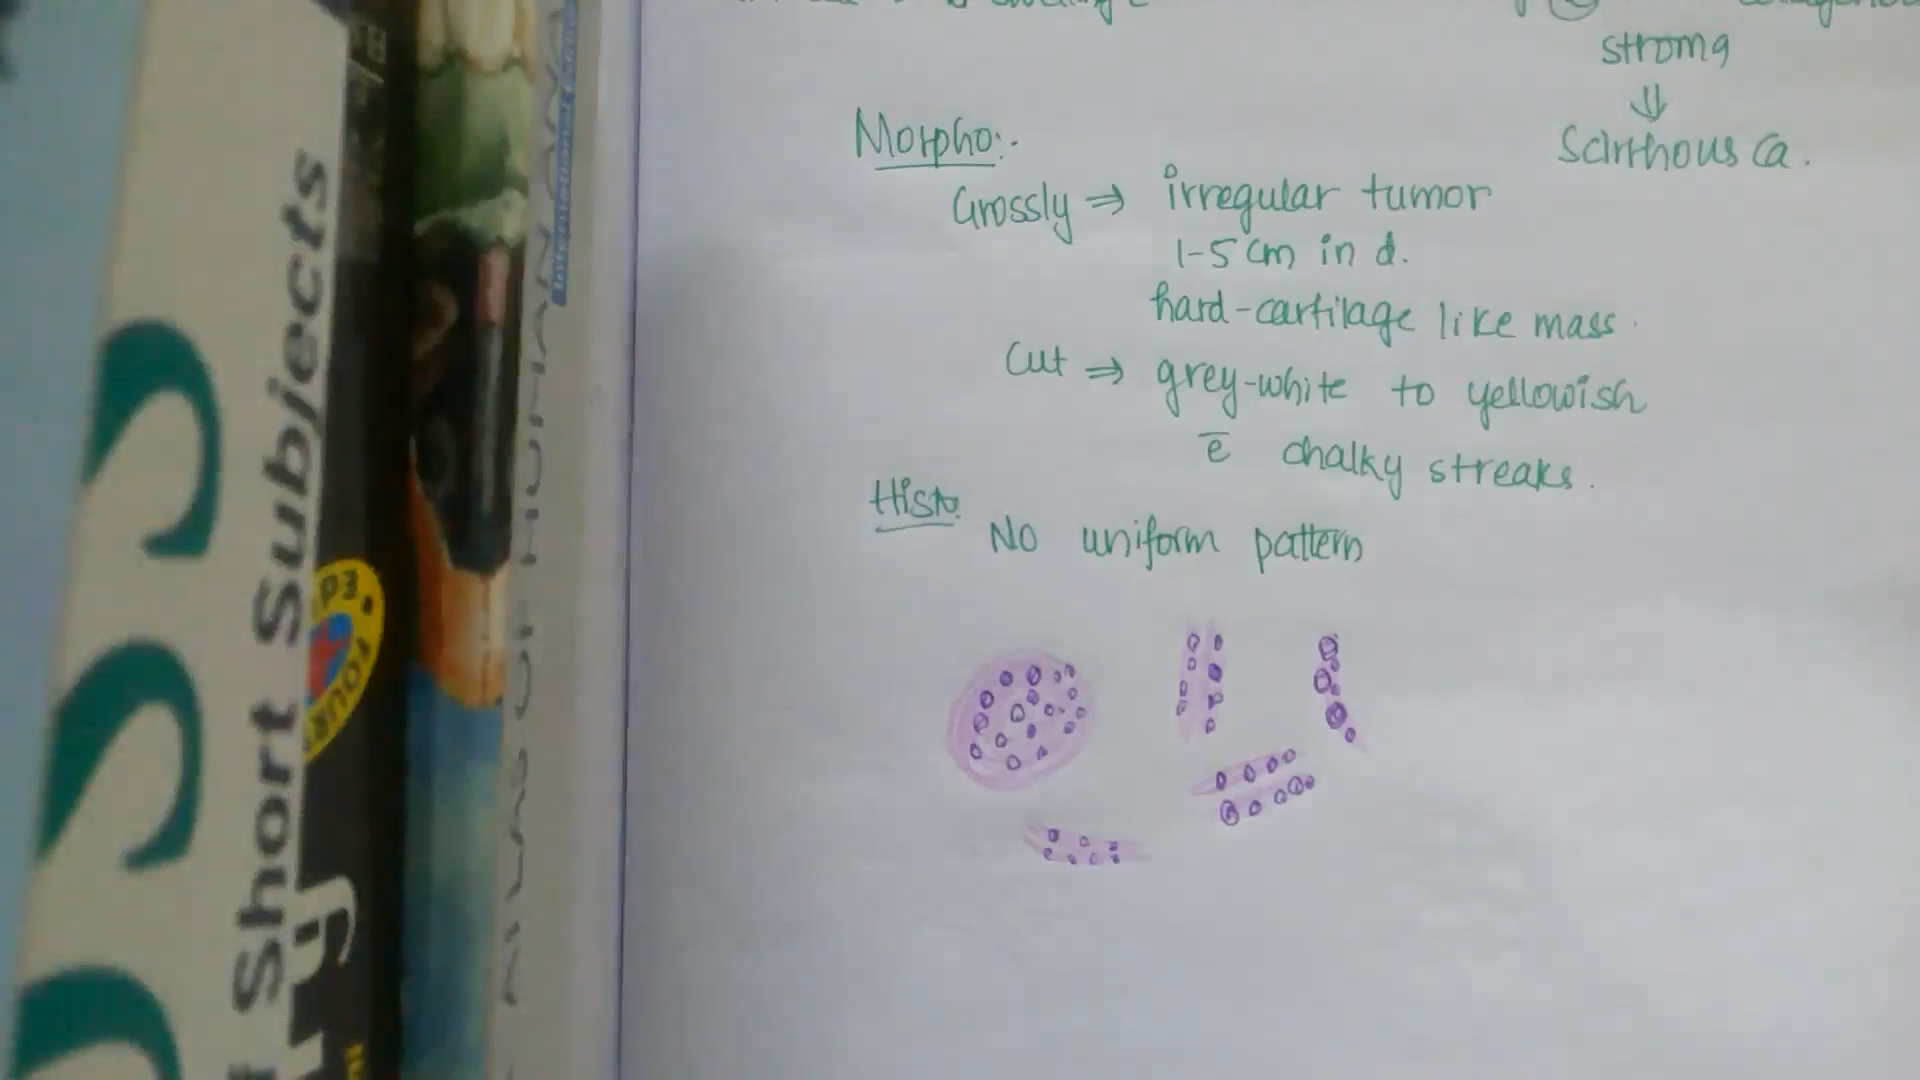 stroma
⇓
Scirrhous Ca.
Morpho:-
Grossly ⇒ irregular tumor
1-5 cm in d.
hard-cartilage like mass.
Cut ⇒ grey-white to yellowish
c̄ chalky streaks.
Histo.
No uniform pattern
Short Subjects
FOURT